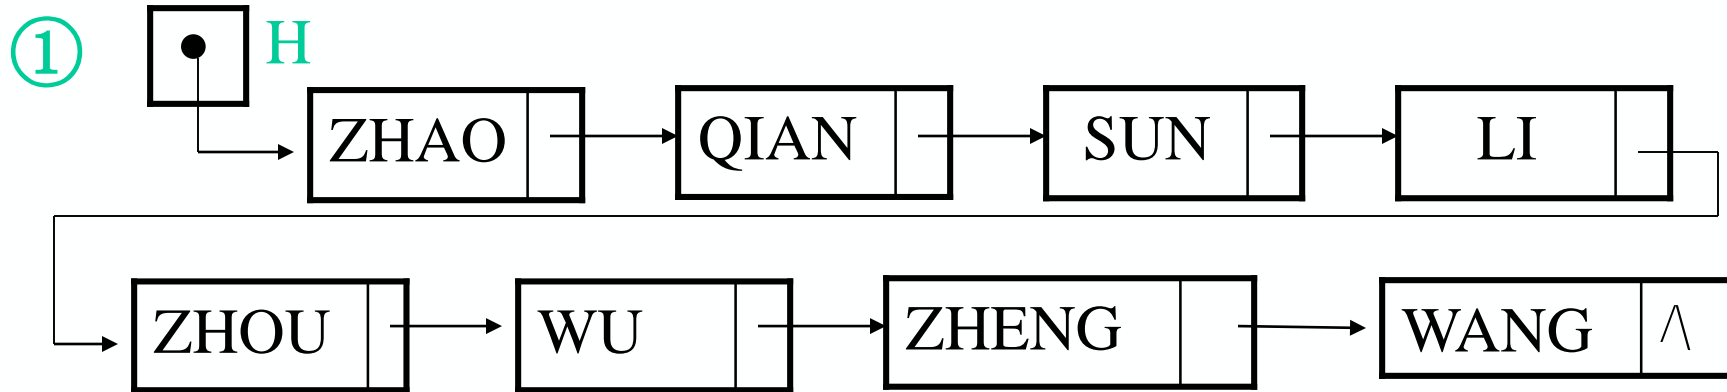 ① H
ZHAO QIAN SUN LI
ZHOU WU ZHENG WANG /\